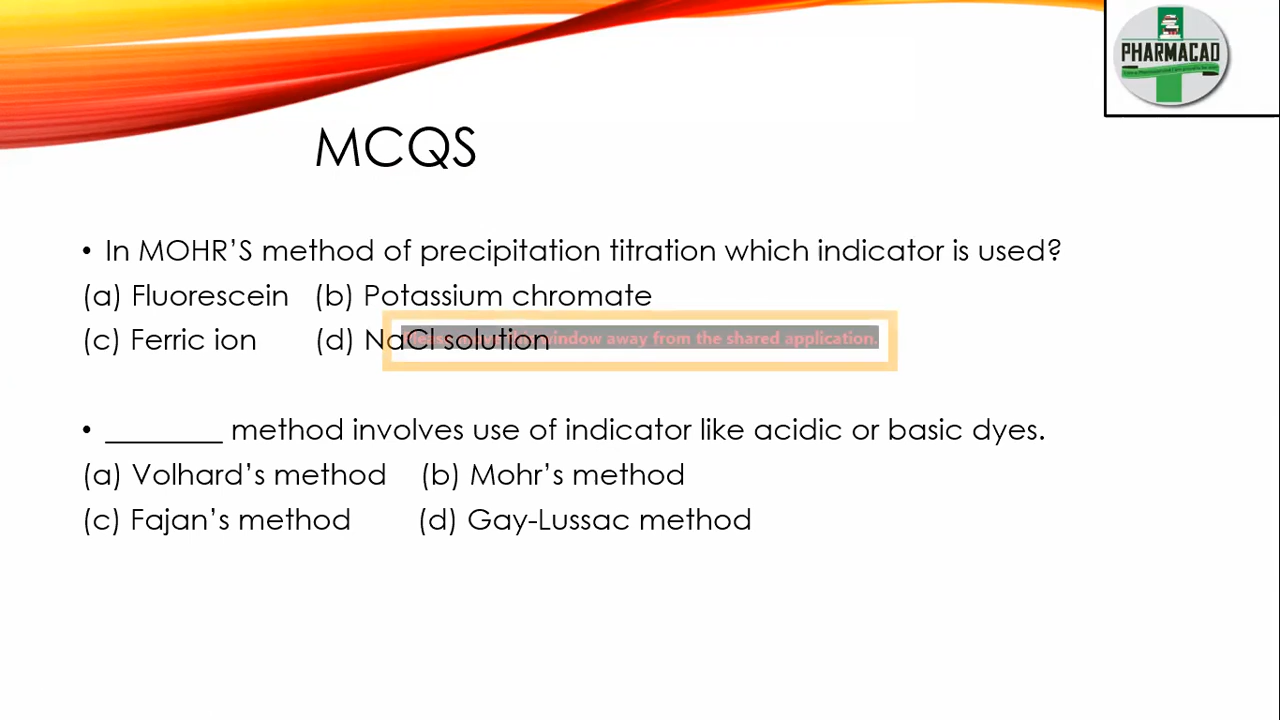 PHARMACAD
MCQS
• In MOHR'S method of precipitation titration which indicator is used?
(a) Fluorescein (b) Potassium chromate
(c) Ferric ion (d) NaCl solution
window away from the shared application.
• ________ method involves use of indicator like acidic or basic dyes.
(a) Volhard's method (b) Mohr's method
(c) Fajan's method (d) Gay-Lussac method